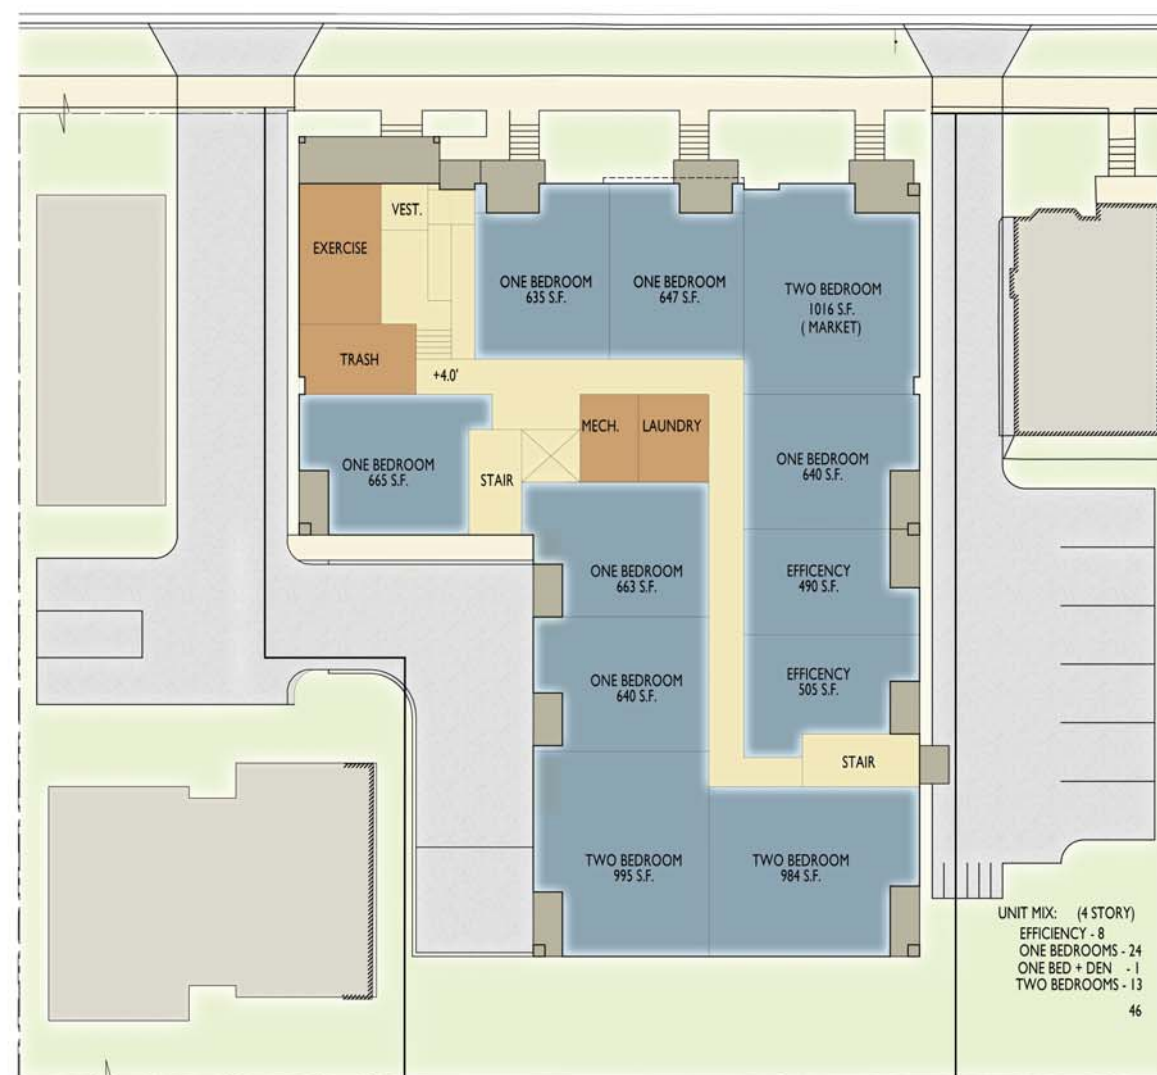 VEST.
EXERCISE
ONE BEDROOM
635 S.F.
ONE BEDROOM
647 S.F.
TWO BEDROOM
1016 S.F.
( MARKET)
TRASH
+4.0'
MECH.
LAUNDRY
ONE BEDROOM
665 S.F.
STAIR
ONE BEDROOM
640 S.F.
ONE BEDROOM
663 S.F.
EFFICENCY
490 S.F.
ONE BEDROOM
640 S.F.
EFFICENCY
505 S.F.
STAIR
TWO BEDROOM
995 S.F.
TWO BEDROOM
984 S.F.
UNIT MIX: (4 STORY)
EFFICIENCY - 8
ONE BEDROOMS - 24
ONE BED + DEN - 1
TWO BEDROOMS - 13
46